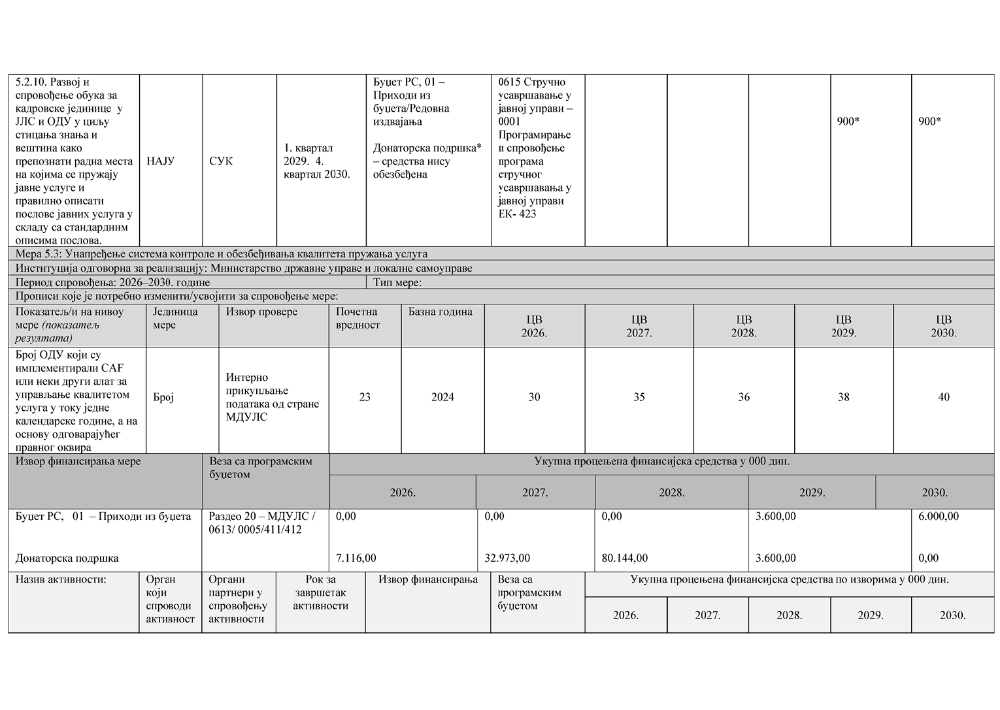 5.2.10. Развој и
спровођење обука за
кадровске јединице у
ЈЛС и ОДУ у циљу
стицања знања и
вештина како
препознати радна места
на којима се пружају
јавне услуге и
правилно описати
послове јавних услуга у
складу са стандардним
описима послова.
НАЈУ
СУК
1. квартал
2029. 4.
квартал 2030.
Буџет РС, 01 –
Приходи из
буџета/Редовна
издвајања
Донаторска подршка*
– средства нису
обезбеђена
0615 Стручно
усавршавање у
јавној управи –
0001
Програмирање
и спровођење
програма
стручног
усавршавања у
јавној управи
ЕК- 423
900*
900*
Мера 5.3: Унапређење система контроле и обезбеђивања квалитета пружања услуга
Институција одговорна за реализацију: Министарство државне управе и локалне самоуправе
Период спровођења: 2026–2030. године
Тип мере:
Прописи које је потребно изменити/усвојити за спровођење мере:
Показатељ/и на нивоу
мере (показатељ
резултата)
Јединица
мере
Извор провере
Почетна
вредност
Базна година
ЦВ
2026.
ЦВ
2027.
ЦВ
2028.
ЦВ
2029.
ЦВ
2030.
Број ОДУ који су
имплементирали CAF
или неки други алат за
управљање квалитетом
услуга у току једне
календарске године, а на
основу одговарајућег
правног оквира
Број
Интерно
прикупљање
података од стране
МДУЛС
23
2024
30
35
36
38
40
Извор финансирања мере
Веза са програмским
буџетом
Укупна процењена финансијска средства у 000 дин.
2026.
2027.
2028.
2029.
2030.
Буџет РС, 01 – Приходи из буџета
Раздео 20 – МДУЛС /
0613/ 0005/411/412
0,00
0,00
0,00
3.600,00
6.000,00
Донаторска подршка
7.116,00
32.973,00
80.144,00
3.600,00
0,00
Назив активности:
Орган
који
спроводи
активност
Органи
партнери у
спровођењу
активности
Рок за
завршетак
активности
Извор финансирања
Веза са
програмским
буџетом
Укупна процењена финансијска средства по изворима у 000 дин.
2026.
2027.
2028.
2029.
2030.